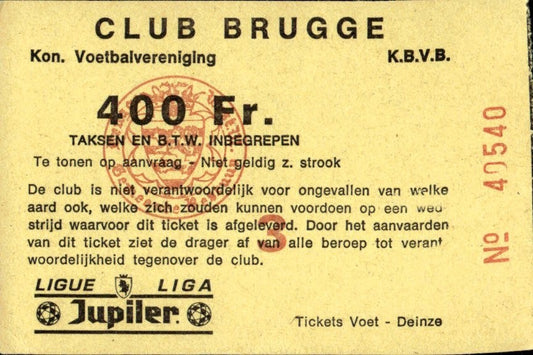 CLUB BRUGGE
Kon. Voetbalvereniging K.B.V.B.
400 Fr.
TAKSEN EN B.T.W. INBEGREPEN
Te tonen op aanvraag - Niet geldig z. strook
De club is niet verantwoordelijk voor ongevallen van welke
aard ook, welke zich zouden kunnen voordoen op een wed
strijd waarvoor dit ticket is afgeleverd. Door het aanvaarden
van dit ticket ziet de drager af van alle beroep tot verant
woordelijkheid tegenover de club.
3
LIGUE LIGA
Jupiler
Tickets Voet - Deinze
Nº 40540